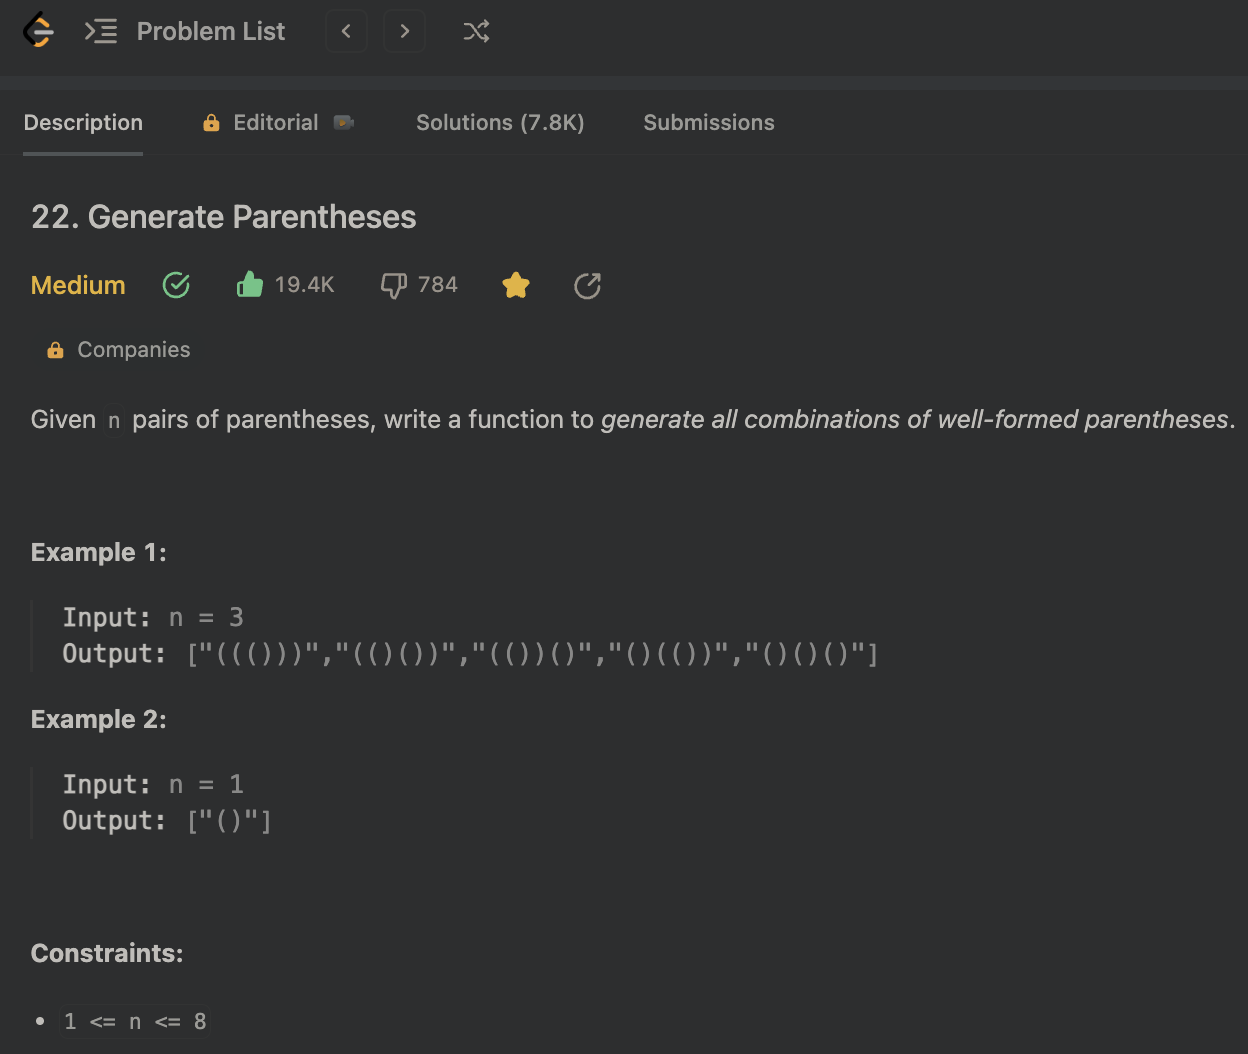 Problem List
Description Editorial Solutions (7.8K) Submissions
22. Generate Parentheses
Medium 19.4K 784
Companies
Given n pairs of parentheses, write a function to generate all combinations of well-formed parentheses.
Example 1:
Input: n = 3
Output: ["((()))","(()())","(())()","()(())","()()()"]
Example 2:
Input: n = 1
Output: ["()"]
Constraints:
• 1 <= n <= 8